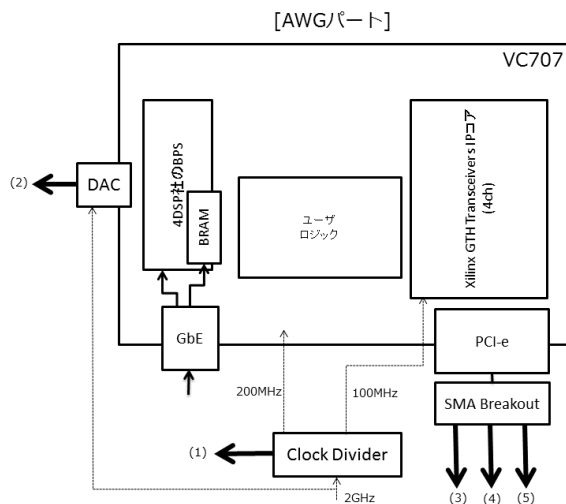 [AWGパート]
VC707
4DSP社のBPS
BRAM
Xilinx GTH Transceivers IPコア
(4ch)
(2)
DAC
ユーザ
ロジック
GbE
PCI-e
200MHz
100MHz
SMA Breakout
(1)
Clock Divider
2GHz
(3)
(4)
(5)